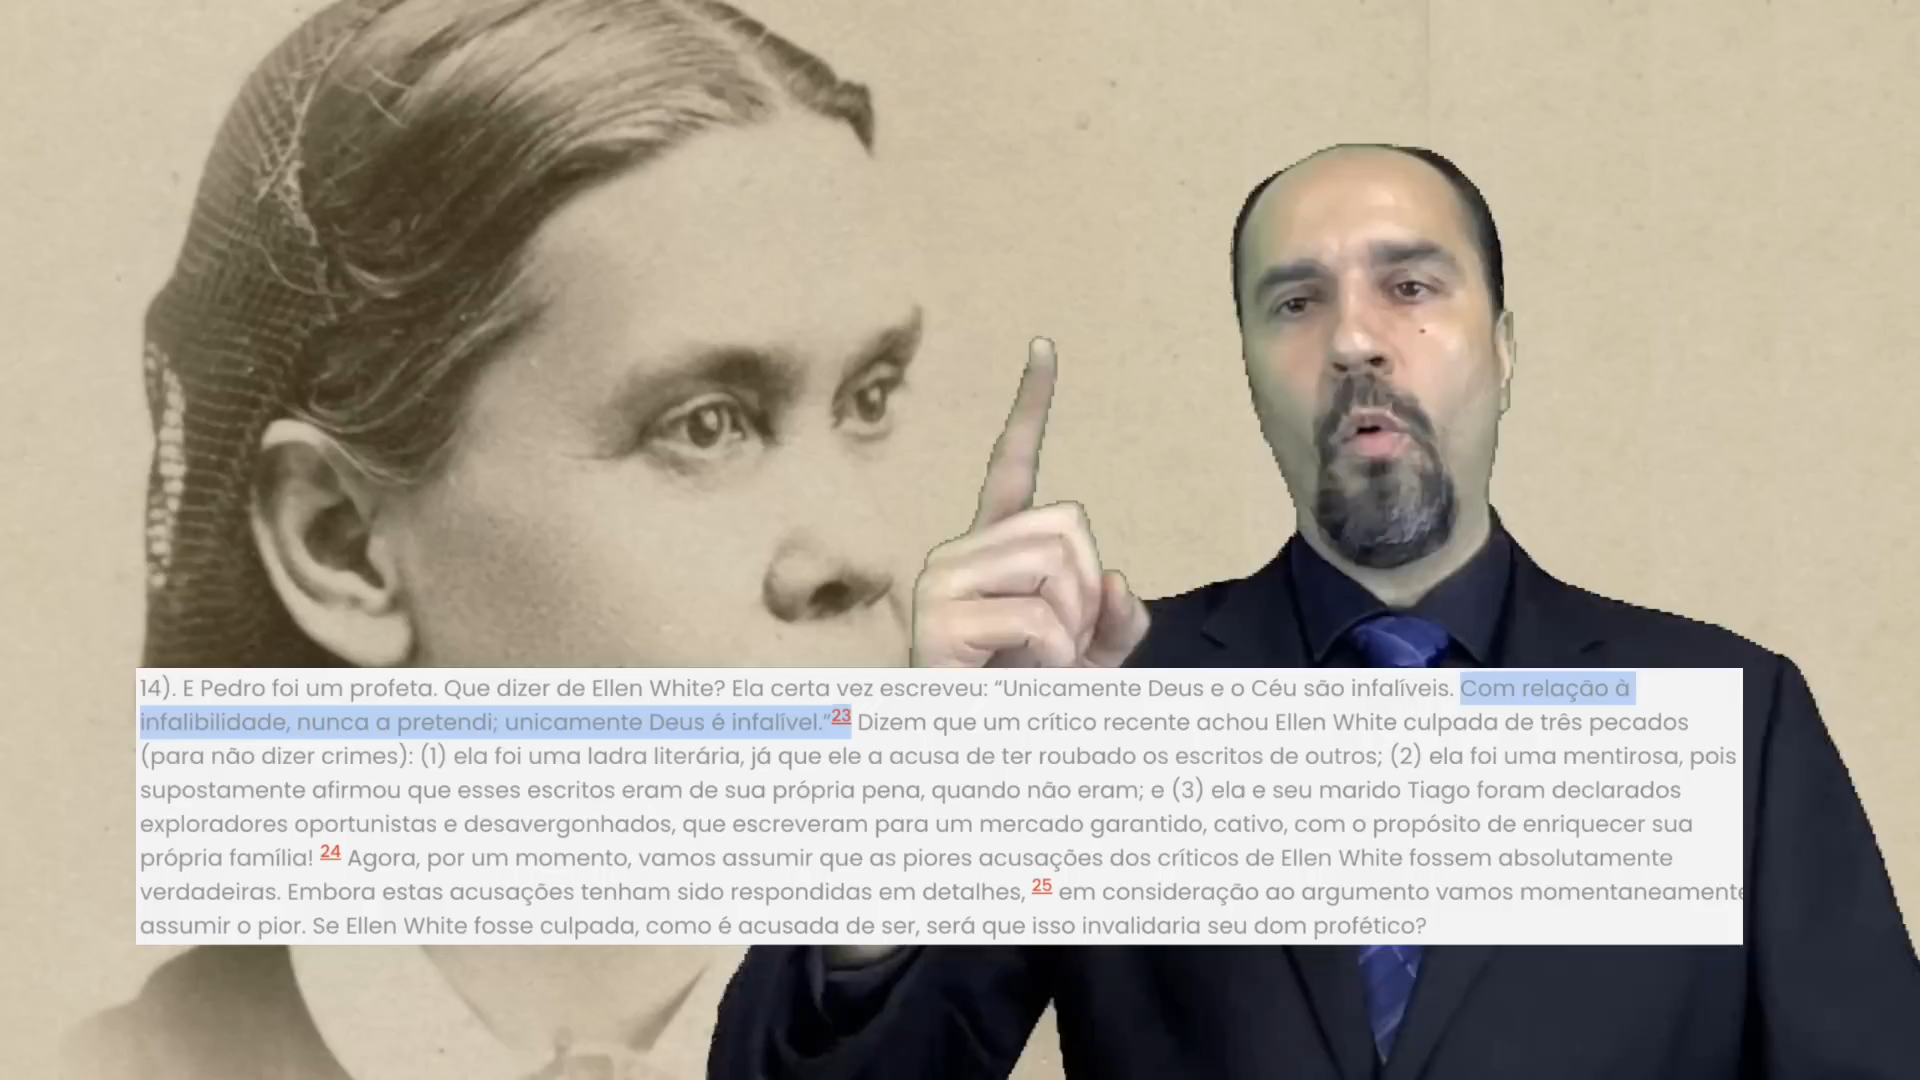 14). E Pedro foi um profeta. Que dizer de Ellen White? Ela certa vez escreveu: “Unicamente Deus e o Céu são infalíveis. Com relação à
infalibilidade, nunca a pretendi; unicamente Deus é infalível.”23 Dizem que um crítico recente achou Ellen White culpada de três pecados
(para não dizer crimes): (1) ela foi uma ladra literária, já que ele a acusa de ter roubado os escritos de outros; (2) ela foi uma mentirosa, pois
supostamente afirmou que esses escritos eram de sua própria pena, quando não eram; e (3) ela e seu marido Tiago foram declarados
exploradores oportunistas e desavergonhados, que escreveram para um mercado garantido, cativo, com o propósito de enriquecer sua
própria família! 24 Agora, por um momento, vamos assumir que as piores acusações dos críticos de Ellen White fossem absolutamente
verdadeiras. Embora estas acusações tenham sido respondidas em detalhes, 25 em consideração ao argumento vamos momentaneamente
assumir o pior. Se Ellen White fosse culpada, como é acusada de ser, será que isso invalidaria seu dom profético?